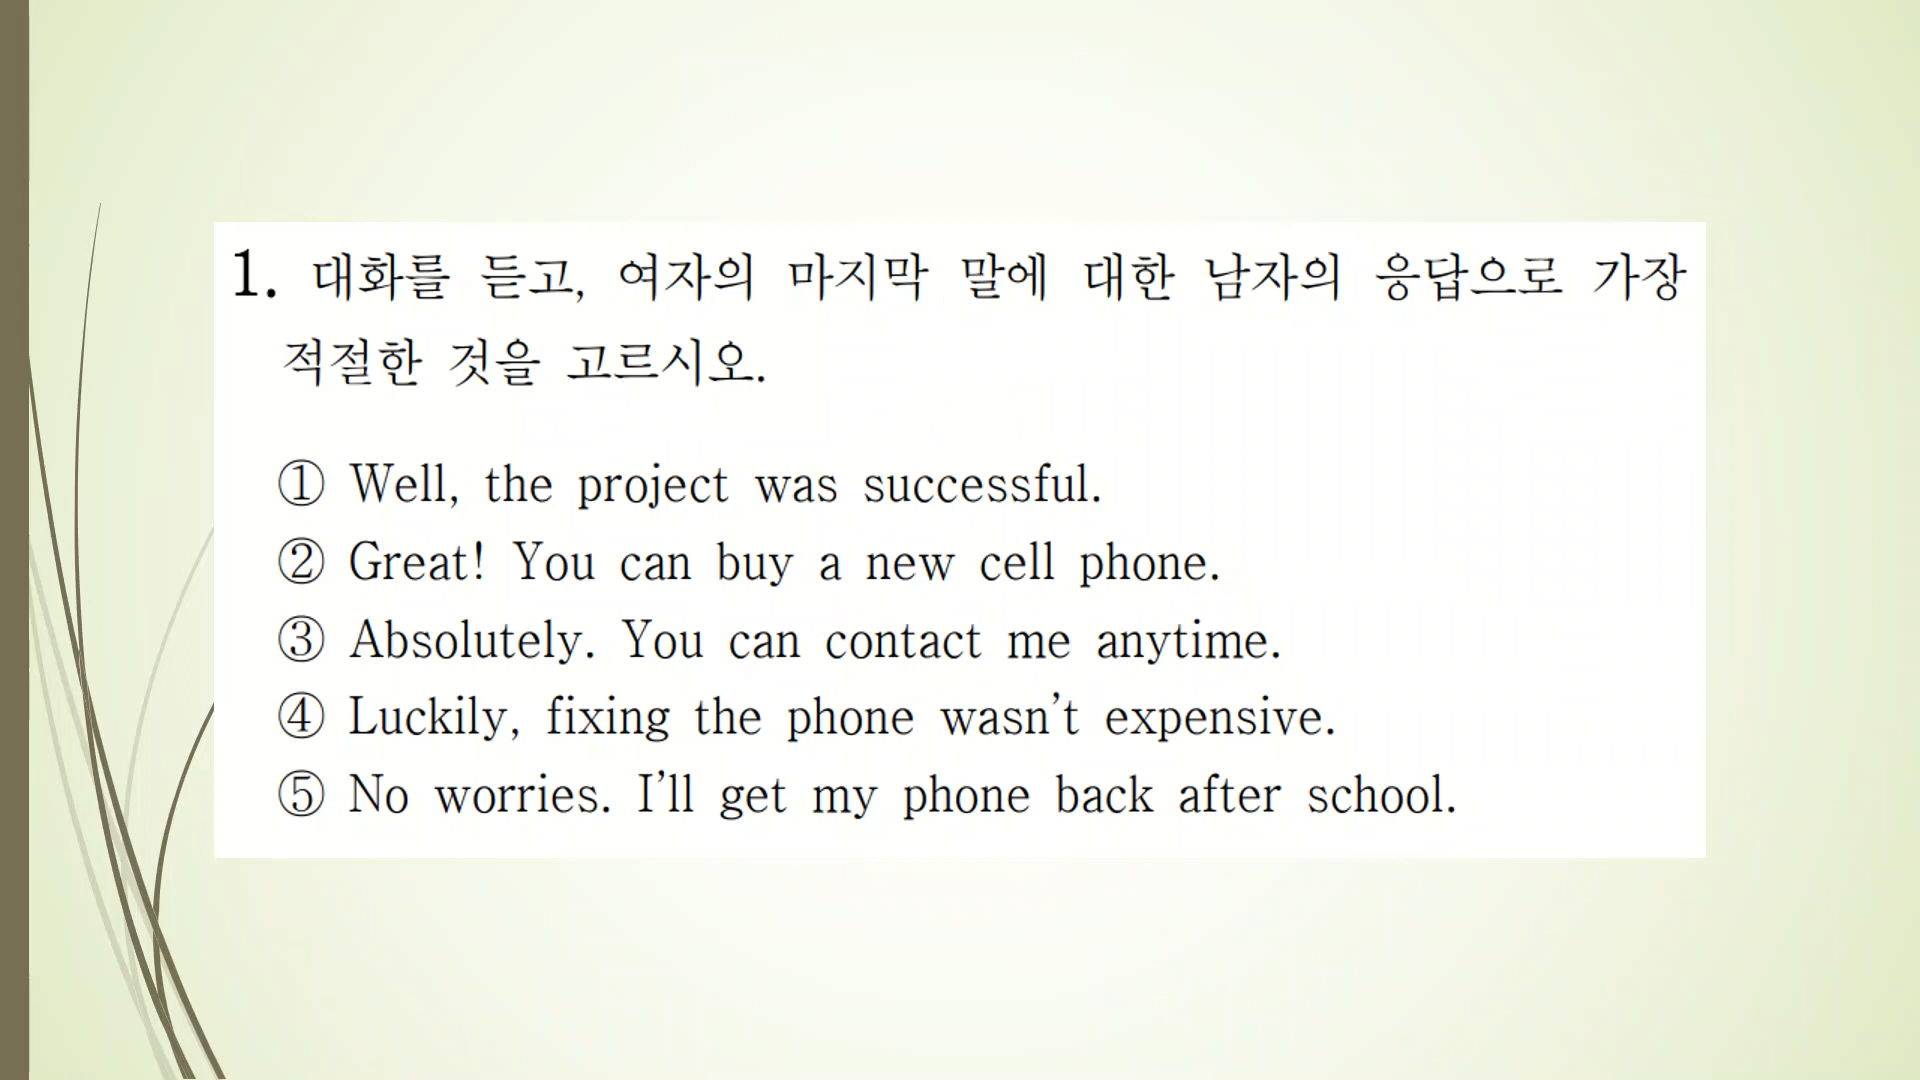 1. 대화를 듣고, 여자의 마지막 말에 대한 남자의 응답으로 가장
적절한 것을 고르시오.
① Well, the project was successful.
② Great! You can buy a new cell phone.
③ Absolutely. You can contact me anytime.
④ Luckily, fixing the phone wasn’t expensive.
⑤ No worries. I’ll get my phone back after school.